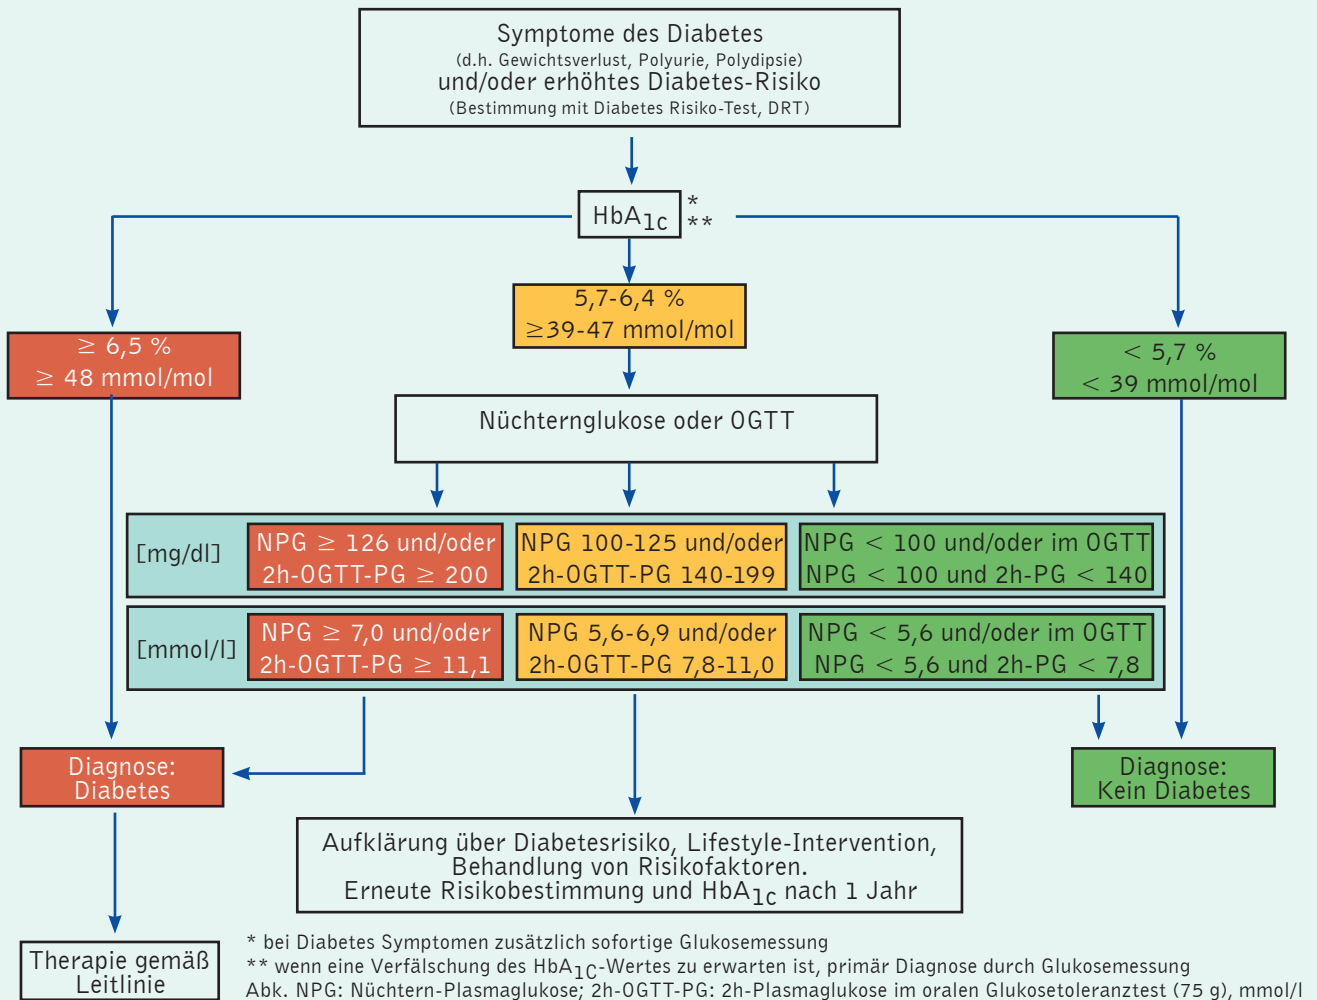 Symptome des Diabetes
(d.h. Gewichtsverlust, Polyurie, Polydipsie)
und/oder erhöhtes Diabetes-Risiko
(Bestimmung mit Diabetes Risiko-Test, DRT)
HbA1c
*
**
5,7-6,4 %
≥39-47 mmol/mol
≥ 6,5 %
≥ 48 mmol/mol
< 5,7 %
< 39 mmol/mol
Nüchternglukose oder OGTT
[mg/dl]
NPG ≥ 126 und/oder
2h-OGTT-PG ≥ 200
NPG 100-125 und/oder
2h-OGTT-PG 140-199
NPG < 100 und/oder im OGTT
NPG < 100 und 2h-PG < 140
[mmol/l]
NPG ≥ 7,0 und/oder
2h-OGTT-PG ≥ 11,1
NPG 5,6-6,9 und/oder
2h-OGTT-PG 7,8-11,0
NPG < 5,6 und/oder im OGTT
NPG < 5,6 und 2h-PG < 7,8
Diagnose:
Diabetes
Diagnose:
Kein Diabetes
Aufklärung über Diabetesrisiko, Lifestyle-Intervention,
Behandlung von Risikofaktoren.
Erneute Risikobestimmung und HbA1c nach 1 Jahr
Therapie gemäß
Leitlinie
* bei Diabetes Symptomen zusätzlich sofortige Glukosemessung
** wenn eine Verfälschung des HbA1C-Wertes zu erwarten ist, primär Diagnose durch Glukosemessung
Abk. NPG: Nüchtern-Plasmaglukose; 2h-OGTT-PG: 2h-Plasmaglukose im oralen Glukosetoleranztest (75 g), mmol/l